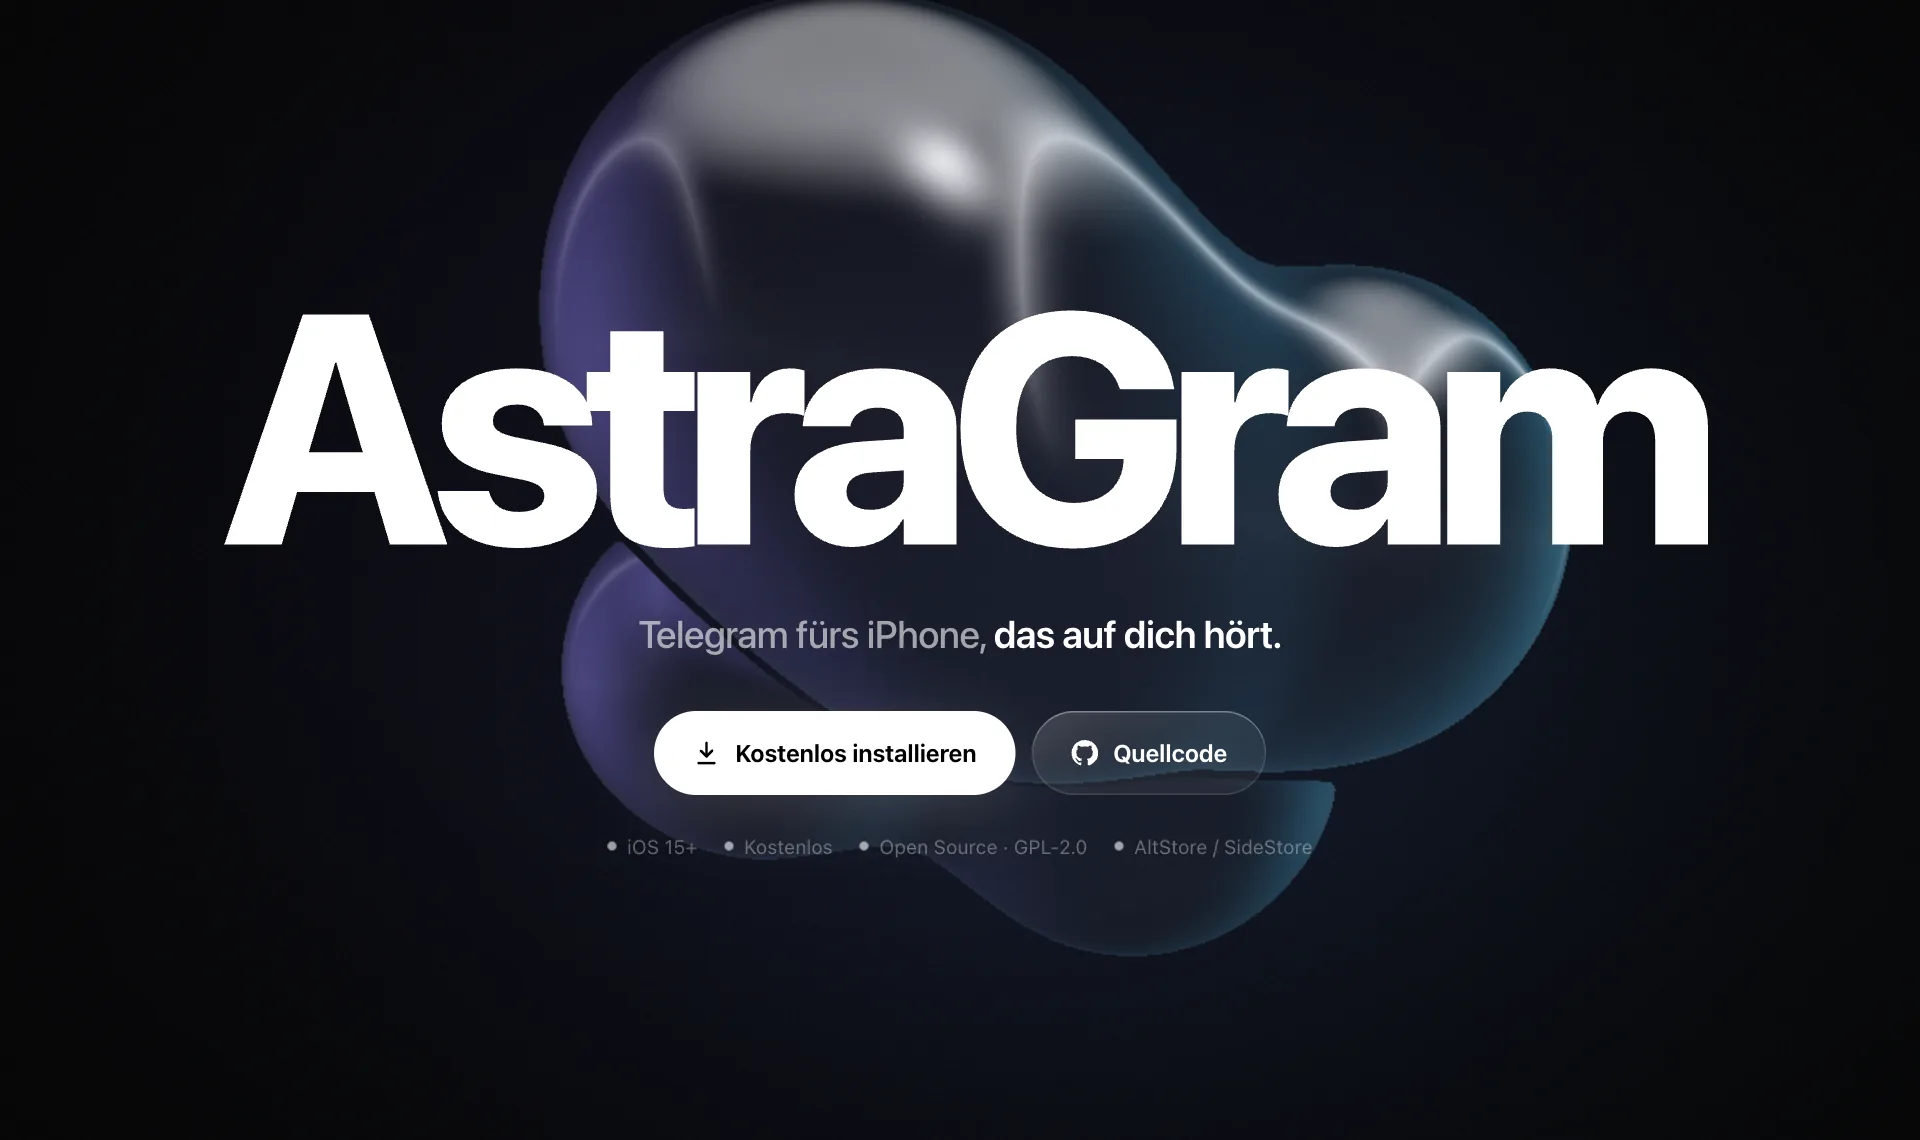 AstraGram
Telegram fürs iPhone, das auf dich hört.
Kostenlos installieren
Quellcode
• iOS 15+ • Kostenlos • Open Source · GPL-2.0 • AltStore / SideStore